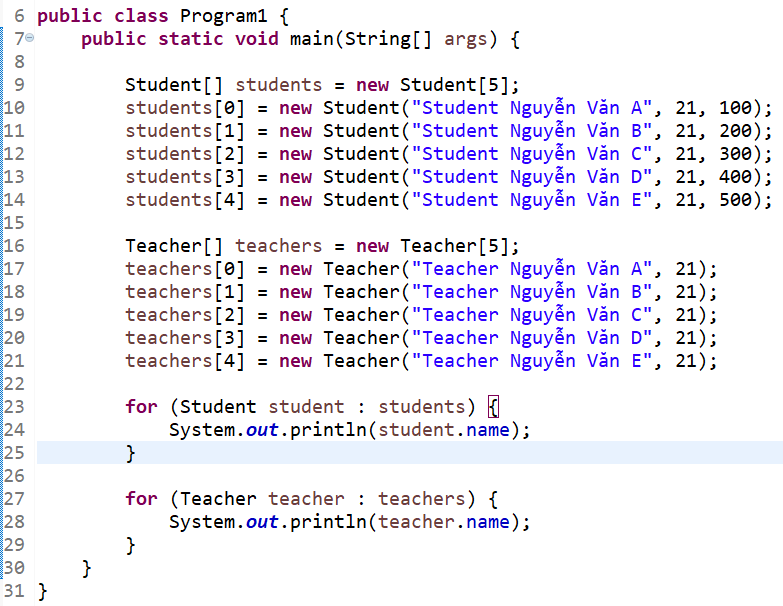 6 public class Program1 {
7 public static void main(String[] args) {
8
9 Student[] students = new Student[5];
10 students[0] = new Student("Student Nguyễn Văn A", 21, 100);
11 students[1] = new Student("Student Nguyễn Văn B", 21, 200);
12 students[2] = new Student("Student Nguyễn Văn C", 21, 300);
13 students[3] = new Student("Student Nguyễn Văn D", 21, 400);
14 students[4] = new Student("Student Nguyễn Văn E", 21, 500);
15
16 Teacher[] teachers = new Teacher[5];
17 teachers[0] = new Teacher("Teacher Nguyễn Văn A", 21);
18 teachers[1] = new Teacher("Teacher Nguyễn Văn B", 21);
19 teachers[2] = new Teacher("Teacher Nguyễn Văn C", 21);
20 teachers[3] = new Teacher("Teacher Nguyễn Văn D", 21);
21 teachers[4] = new Teacher("Teacher Nguyễn Văn E", 21);
22
23 for (Student student : students) {
24 System.out.println(student.name);
25 }
26
27 for (Teacher teacher : teachers) {
28 System.out.println(teacher.name);
29 }
30 }
31 }